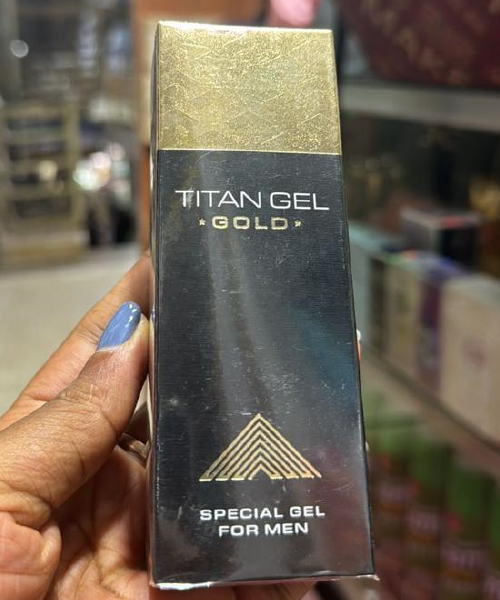 TITAN GEL
* GOLD *
SPECIAL GEL
FOR MEN